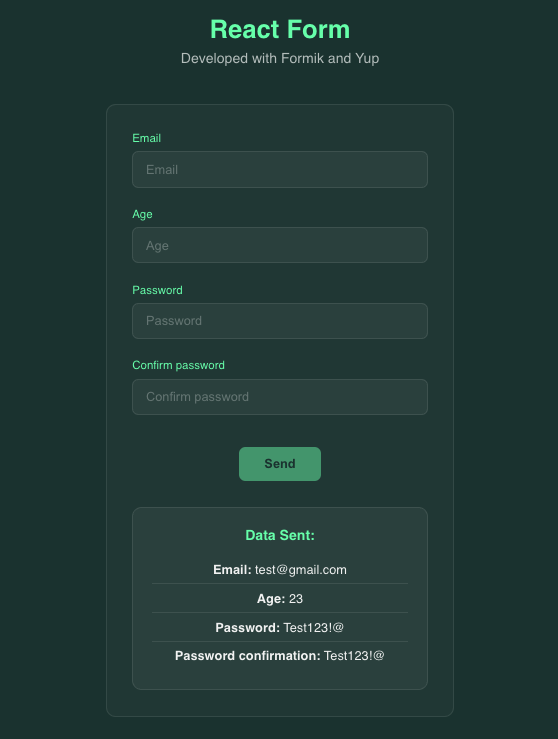 React Form
Developed with Formik and Yup
Email
Email
Age
Age
Password
Password
Confirm password
Confirm password
Send
Data Sent:
Email: test@gmail.com
Age: 23
Password: Test123!@
Password confirmation: Test123!@